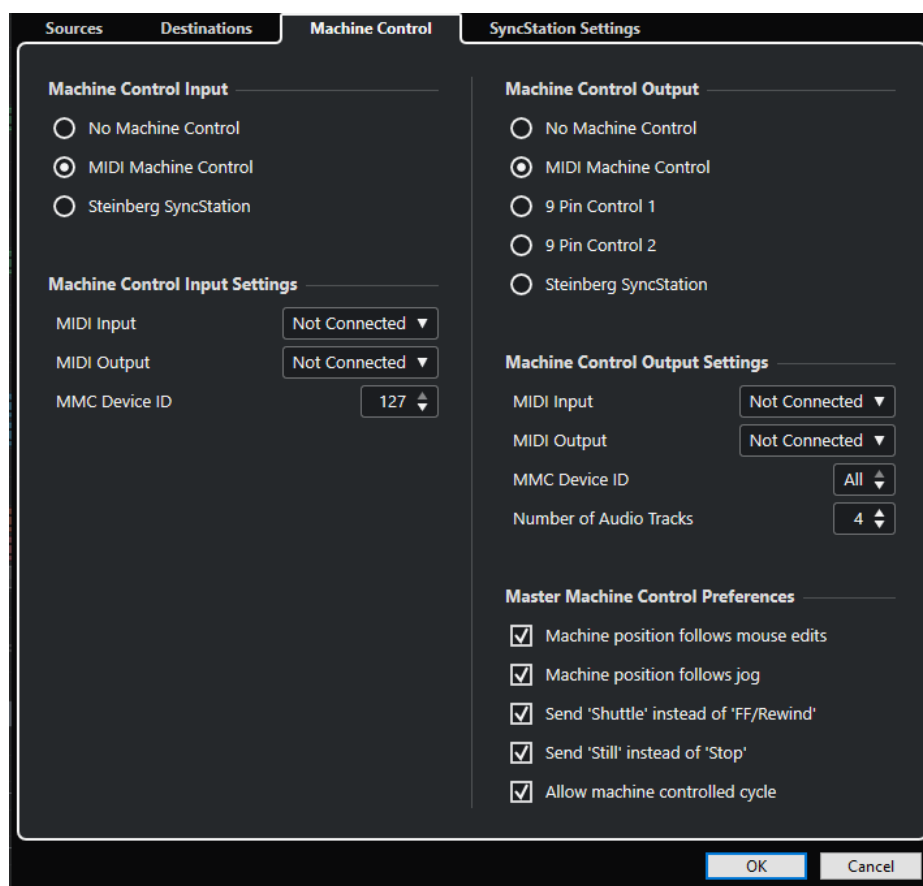 Sources Destinations Machine Control SyncStation Settings
Machine Control Input
No Machine Control
MIDI Machine Control
Steinberg SyncStation
Machine Control Input Settings
MIDI Input Not Connected
MIDI Output Not Connected
MMC Device ID 127
Machine Control Output
No Machine Control
MIDI Machine Control
9 Pin Control 1
9 Pin Control 2
Steinberg SyncStation
Machine Control Output Settings
MIDI Input Not Connected
MIDI Output Not Connected
MMC Device ID All
Number of Audio Tracks 4
Master Machine Control Preferences
Machine position follows mouse edits
Machine position follows jog
Send 'Shuttle' instead of 'FF/Rewind'
Send 'Still' instead of 'Stop'
Allow machine controlled cycle
OK Cancel